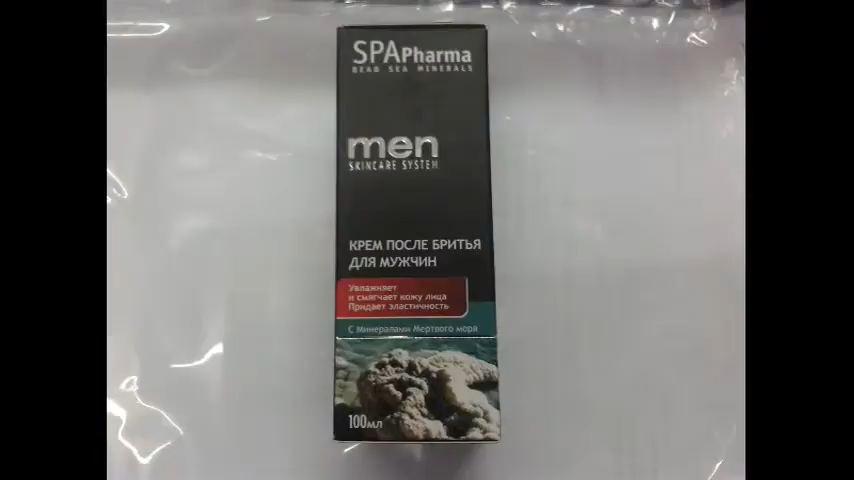 SPAPharma
DEAD SEA MINERALS
men
SKINCARE SYSTEM
КРЕМ ПОСЛЕ БРИТЬЯ
ДЛЯ МУЖЧИН
Увлажняет
и смягчает кожу лица
Придает эластичность
С Минералами Мертвого моря
100мл